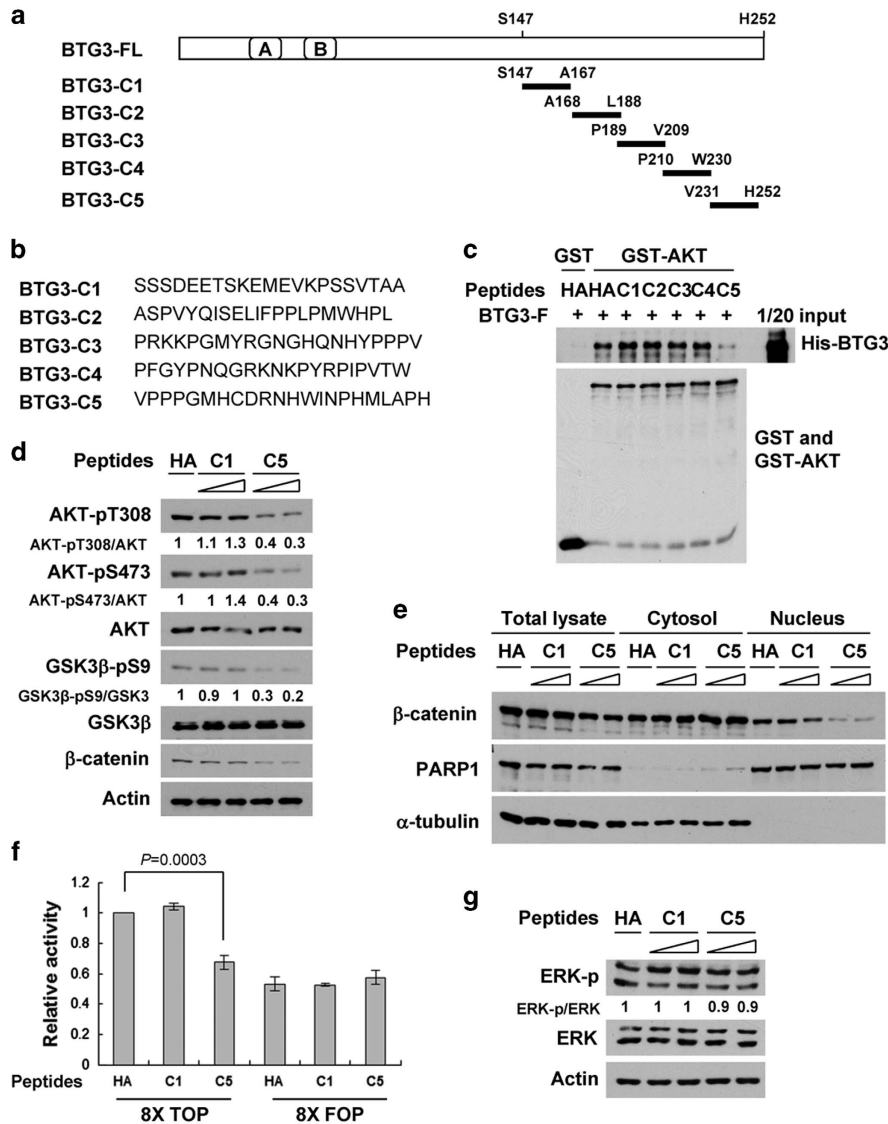 a
S147 H252
BTG3-FL A B
BTG3-C1 S147 A167
BTG3-C2 A168 L188
BTG3-C3 P189 V209
BTG3-C4 P210 W230
BTG3-C5 V231 H252
b
BTG3-C1 SSSDEETSKEMEVKPSSVTAA
BTG3-C2 ASPVYQISELIFPPLPMWHPL
BTG3-C3 PRKKPGMYRGNGHQNHYPPPV
BTG3-C4 PFGYPNQGRKNKPYRPIPVTW
BTG3-C5 VPPPGMHCDRNHWINPHMLAPH
c
GST GST-AKT
Peptides HA HA C1 C2 C3 C4 C5
BTG3-F + + + + + + + 1/20 input
His-BTG3
GST and
GST-AKT
d
Peptides HA C1 C5
AKT-pT308
AKT-pT308/AKT 1 1.1 1.3 0.4 0.3
AKT-pS473
AKT-pS473/AKT 1 1 1.4 0.4 0.3
AKT
GSK3β-pS9
GSK3β-pS9/GSK3 1 0.9 1 0.3 0.2
GSK3β
β-catenin
Actin
e
Total lysate Cytosol Nucleus
Peptides HA C1 C5 HA C1 C5 HA C1 C5
β-catenin
PARP1
α-tubulin
f
P=0.0003
Relative activity
1.2
1
0.8
0.6
0.4
0.2
0
Peptides HA C1 C5 HA C1 C5
8X TOP 8X FOP
g
Peptides HA C1 C5
ERK-p
ERK-p/ERK 1 1 1 0.9 0.9
ERK
Actin